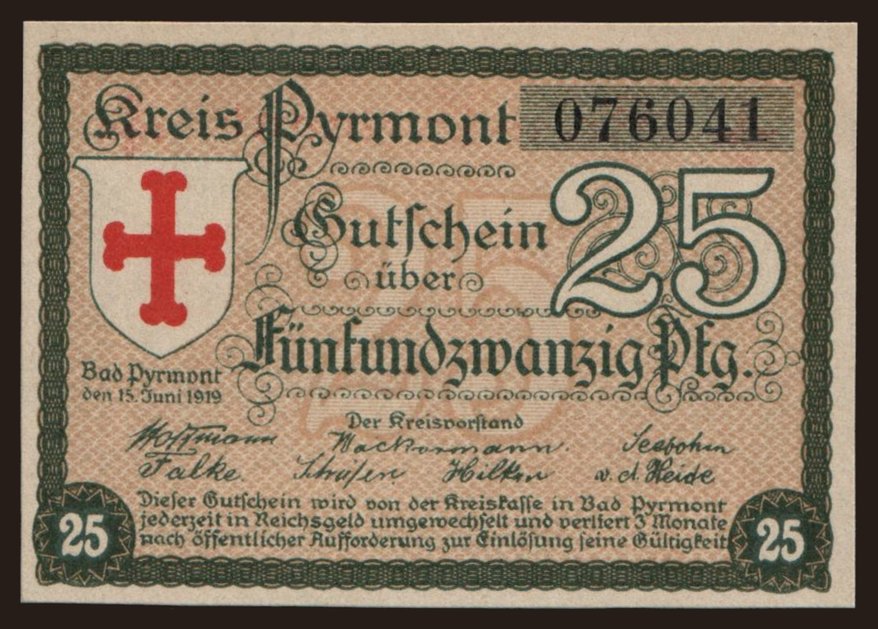 Kreis Pyrmont 076041
25
Gutschein
über
Fünfundzwanzig Pfg.
Bad Pyrmont
den 15. Juni 1919
Der Kreisvorstand
Seebohm
Falke. Hilker v. d. Heide
Dieser Gutschein wird von der Kreiskasse in Bad Pyrmont
jederzeit in Reichsgeld umgewechselt und verliert 3 Monate
nach öffentlicher Aufforderung zur Einlösung seine Gültigkeit
25 25